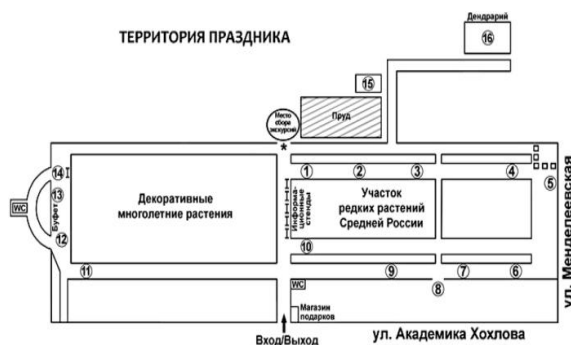 ТЕРРИТОРИЯ ПРАЗДНИКА
Дендрарий
16
15
Место
сбора
экскурсий
Пруд
*
14
1
2
3
4
5
13
WC
Буфет
12
Декоративные
многолетние растения
Информа-
ционные
стенды
Участок
редких растений
Средней России
10
11
9
7
6
8
WC
Магазин
подарков
Вход/Выход
ул. Академика Хохлова
ул. Менделеевская